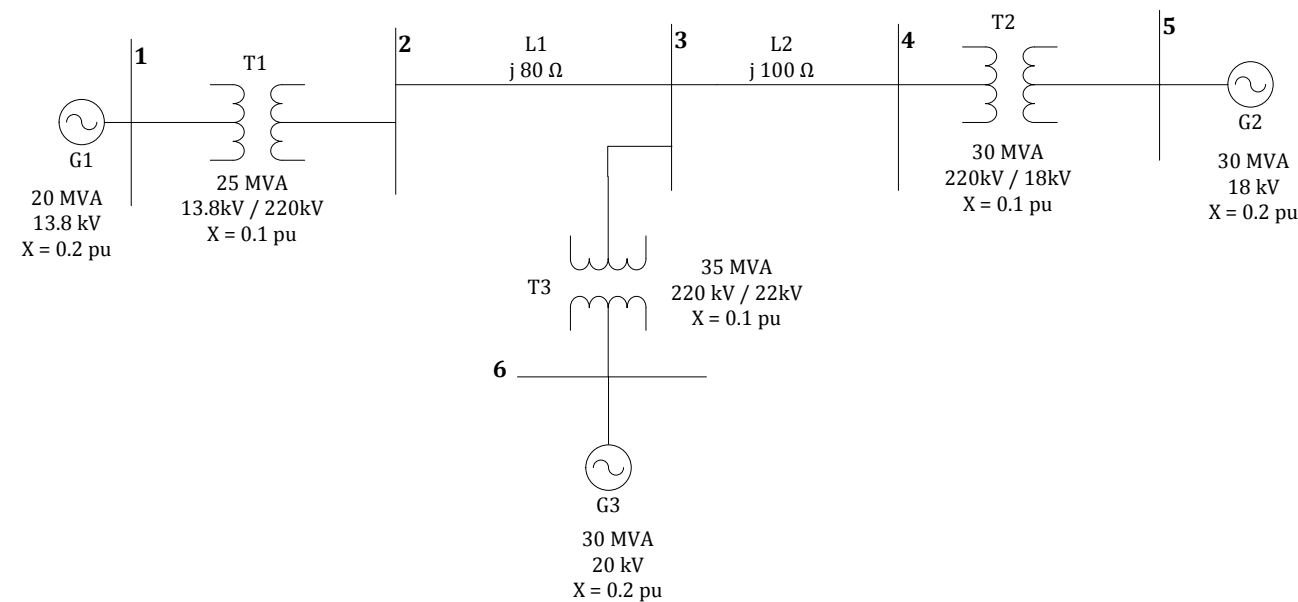 1
T1
G1
20 MVA
13.8 kV
X = 0.2 pu
25 MVA
13.8kV / 220kV
X = 0.1 pu
2
L1
j 80 Ω
3
L2
j 100 Ω
4
T2
30 MVA
220kV / 18kV
X = 0.1 pu
5
G2
30 MVA
18 kV
X = 0.2 pu
T3
35 MVA
220 kV / 22kV
X = 0.1 pu
6
G3
30 MVA
20 kV
X = 0.2 pu